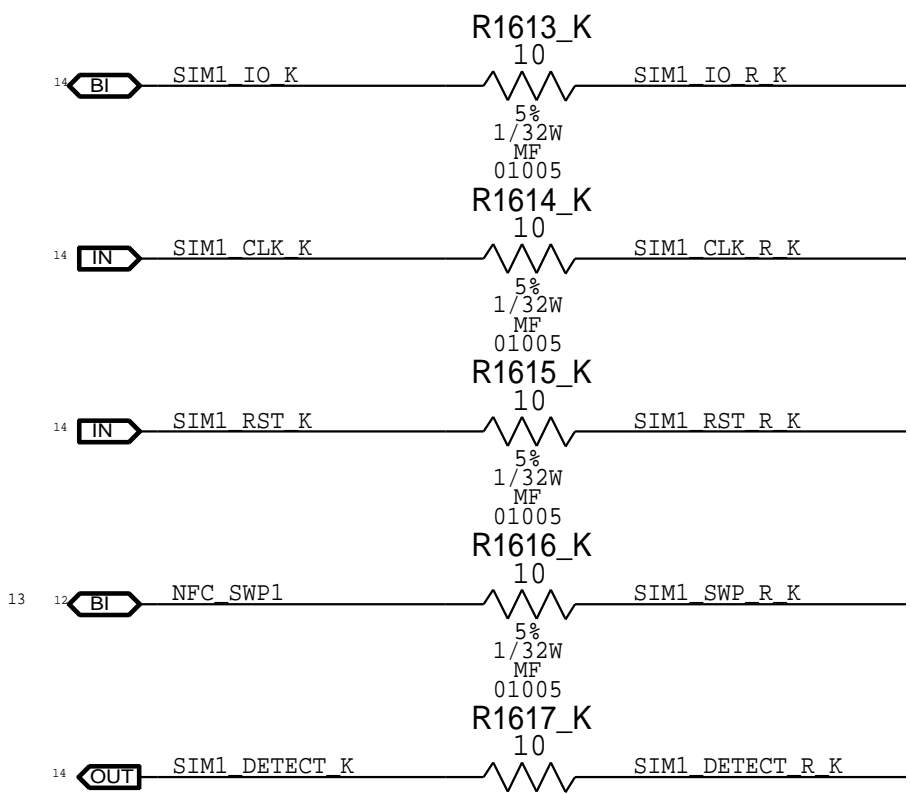 R1613_K
10
14 BI SIM1_IO_K SIM1_IO_R_K
5%
1/32W
MF
01005
R1614_K
10
14 IN SIM1_CLK_K SIM1_CLK_R_K
5%
1/32W
MF
01005
R1615_K
10
14 IN SIM1_RST_K SIM1_RST_R_K
5%
1/32W
MF
01005
R1616_K
10
13 12 BI NFC_SWP1 SIM1_SWP_R_K
5%
1/32W
MF
01005
R1617_K
10
14 OUT SIM1_DETECT_K SIM1_DETECT_R_K